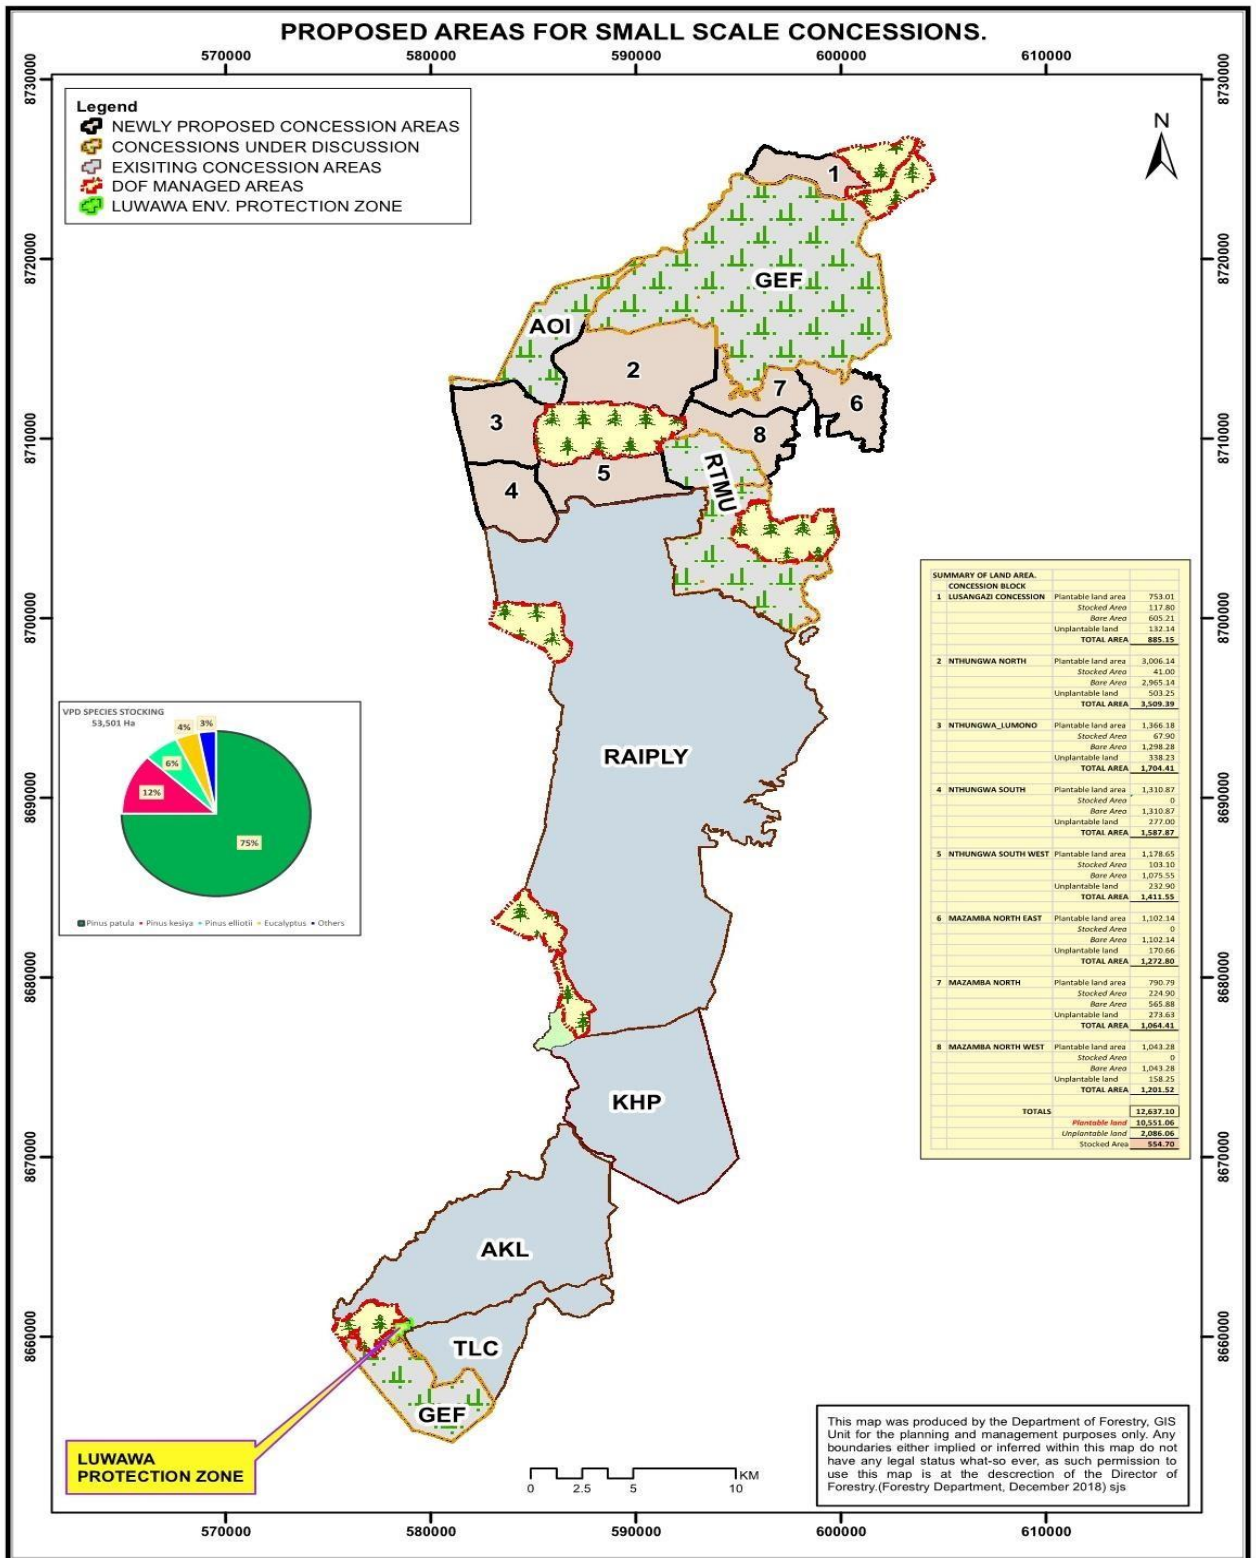 PROPOSED AREAS FOR SMALL SCALE CONCESSIONS.
570000 580000 590000 600000 610000
8730000 8730000
Legend
NEWLY PROPOSED CONCESSION AREAS
CONCESSIONS UNDER DISCUSSION
EXISITING CONCESSION AREAS
DOF MANAGED AREAS
LUWAWA ENV. PROTECTION ZONE
N
1
8720000 8720000
GEF
AOI
2
7
6
3
8710000 8710000
8
5
4
RTMU
8700000 8700000
SUMMARY OF LAND AREA.
CONCESSION BLOCK
1 LUSANGAZI CONCESSION Plantable land area 753.01
Stocked Area 117.80
Bare Area 605.21
Unplantable land 132.14
TOTAL AREA 885.15
2 NTHUNGWA NORTH Plantable land area 3,006.14
Stocked Area 41.00
Bare Area 2,965.14
Unplantable land 503.25
TOTAL AREA 3,509.39
3 NTHUNGWA_LUMONO Plantable land area 1,366.18
Stocked Area 67.90
Bare Area 1,298.28
Unplantable land 338.23
TOTAL AREA 1,704.41
4 NTHUNGWA SOUTH Plantable land area 1,310.87
Stocked Area 0
Bare Area 1,310.87
Unplantable land 277.00
TOTAL AREA 1,587.87
5 NTHUNGWA SOUTH WEST Plantable land area 1,178.65
Stocked Area 103.10
Bare Area 1,075.55
Unplantable land 232.90
TOTAL AREA 1,411.55
6 MAZAMBA NORTH EAST Plantable land area 1,102.14
Stocked Area 0
Bare Area 1,102.14
Unplantable land 170.66
TOTAL AREA 1,272.80
7 MAZAMBA NORTH Plantable land area 790.79
Stocked Area 224.90
Bare Area 565.88
Unplantable land 273.63
TOTAL AREA 1,064.41
8 MAZAMBA NORTH WEST Plantable land area 1,043.28
Stocked Area 0
Bare Area 1,043.28
Unplantable land 158.25
TOTAL AREA 1,201.52
TOTALS 12,637.10
Plantable land 10,551.06
Unplantable land 2,086.06
Stocked Area 554.70
VPD SPECIES STOCKING
53,501 Ha
4% 3%
6%
12%
75%
Pinus patula Pinus kesiya Pinus elliotii Eucalyptus Others
RAIPLY
8690000 8690000
8680000 8680000
KHP
8670000 8670000
AKL
8660000 8660000
TLC
GEF
LUWAWA
PROTECTION ZONE
KM
0 2.5 5 10
This map was produced by the Department of Forestry, GIS
Unit for the planning and management purposes only. Any
boundaries either implied or inferred within this map do not
have any legal status what-so ever, as such permission to
use this map is at the descrection of the Director of
Forestry.(Forestry Department, December 2018) sjs
570000 580000 590000 600000 610000